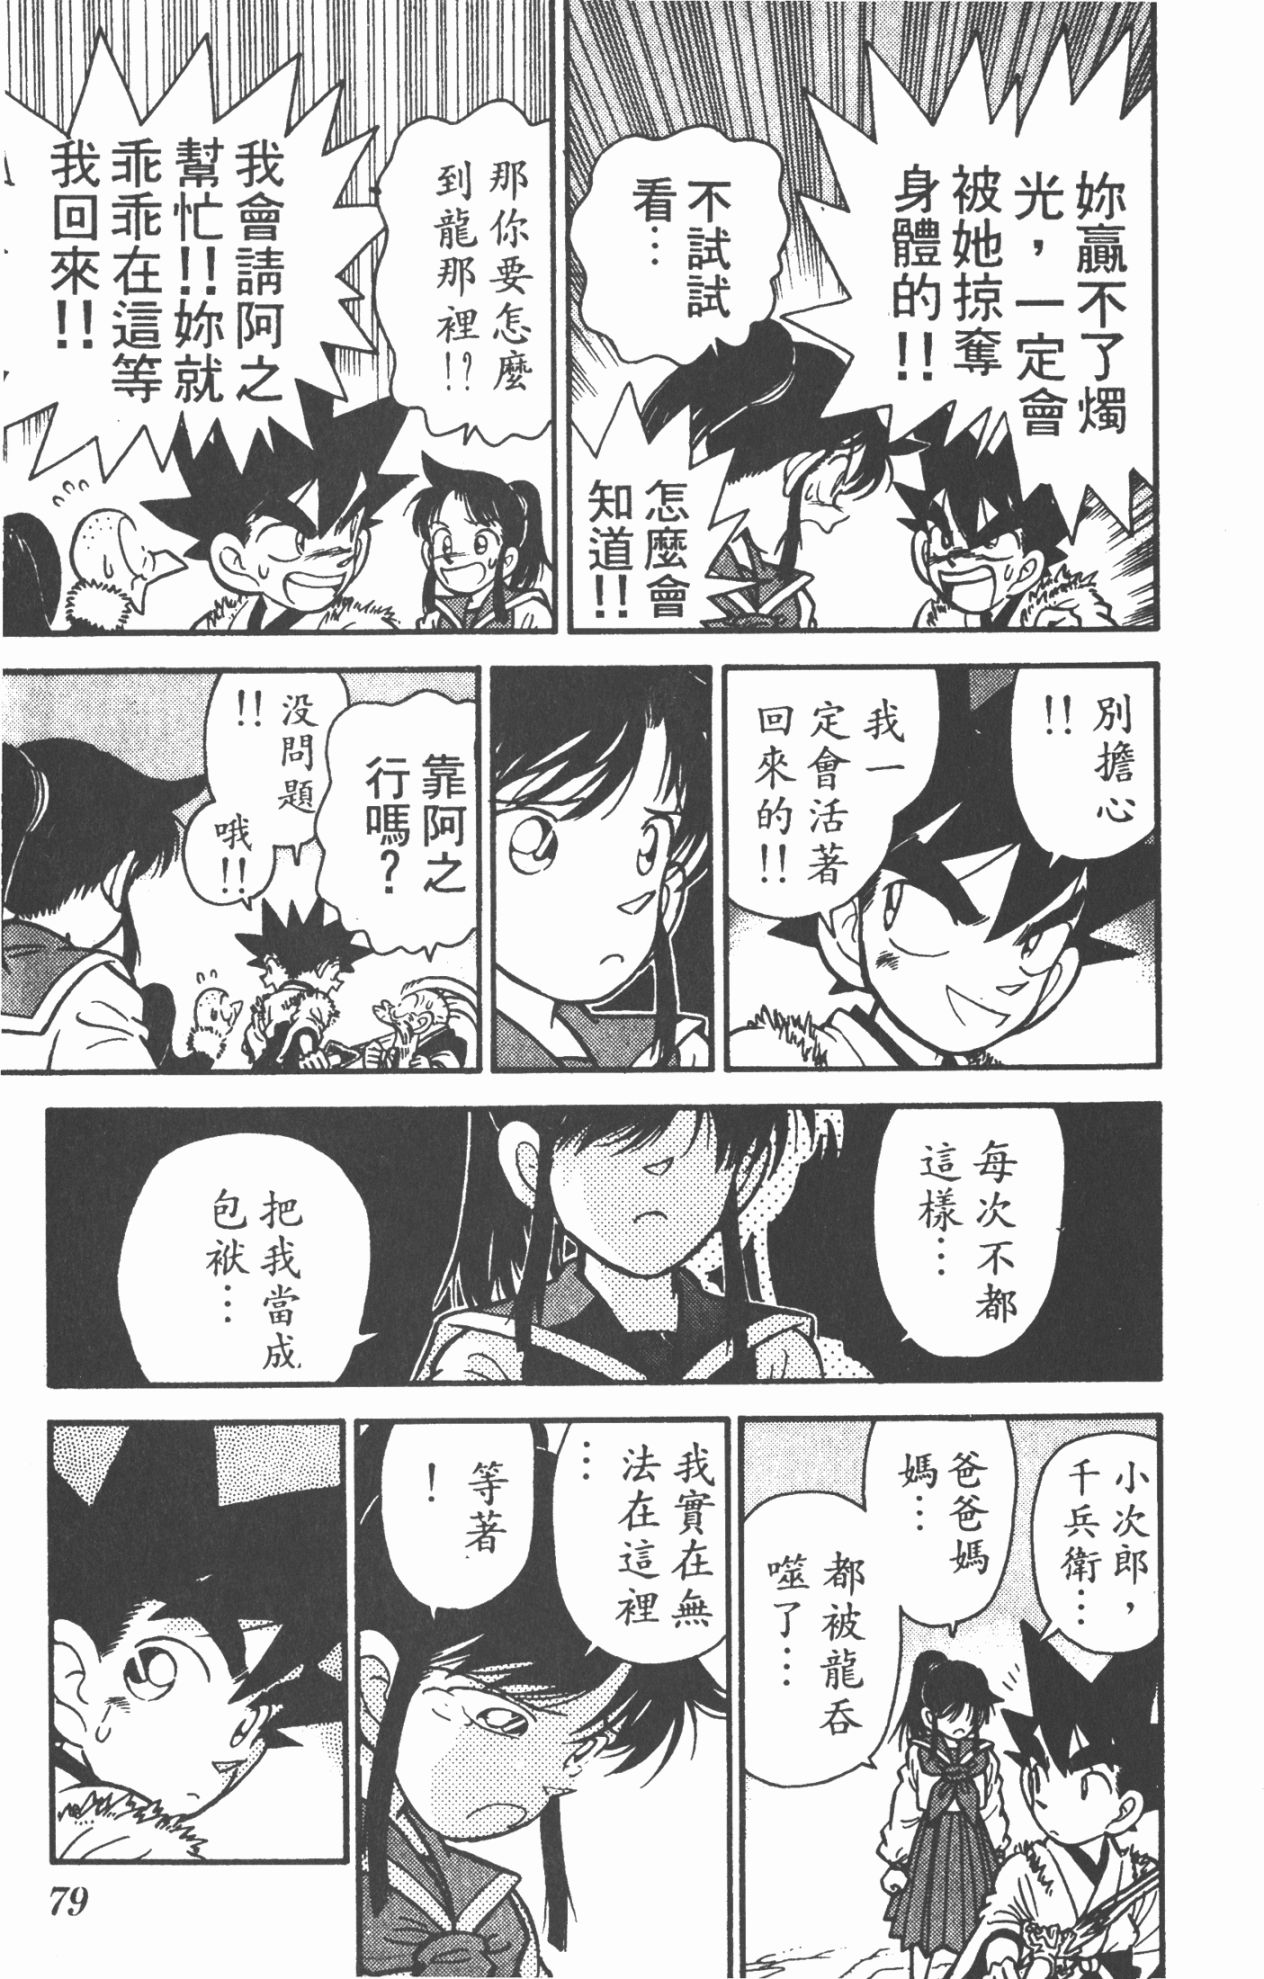 妳贏不了燭
光，一定會
被她掠奪
身體的!!
不試試
看…
怎麼會
知道!!
那你要怎麼
到龍那裡!?
我會請阿之
幫忙!!妳就
乖乖在這等
我回來!!
別擔心
!!
我一
定會活著
回來的!!
靠阿之
行嗎?
没問題
!!
哦!!
每次不都
這樣…
把我當成
包袱…
小次郎，
千兵衛…
爸爸媽
媽…
都被龍吞
噬了…
我實在無
法在這裡
…
等著
!
79